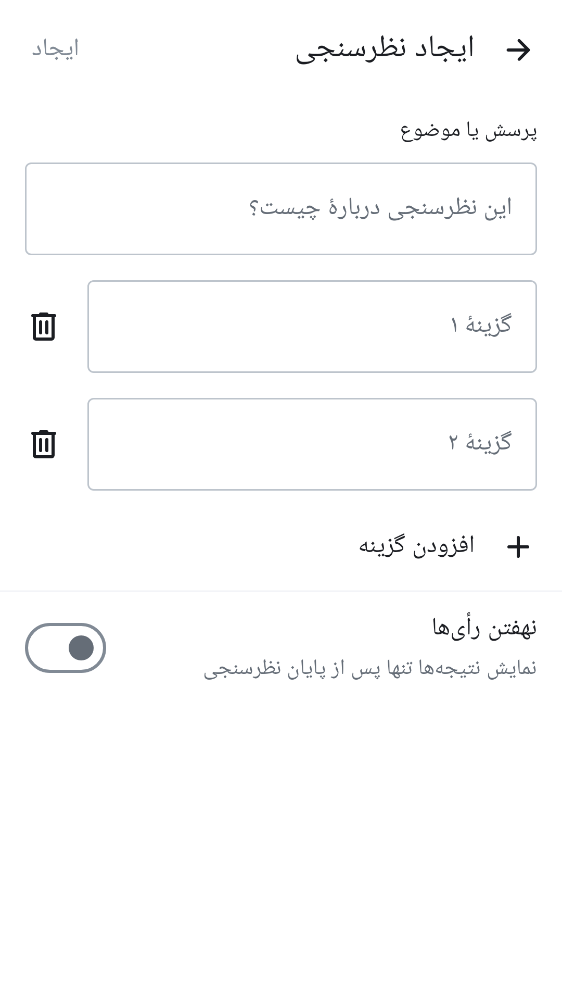 ایجاد نظرسنجی
ایجاد
پرسش یا موضوع
این نظرسنجی دربارهٔ چیست؟
گزینهٔ ۱
گزینهٔ ۲
افزودن گزینه
نهفتن رأی‌ها
نمایش نتیجه‌ها تنها پس از پایان نظرسنجی